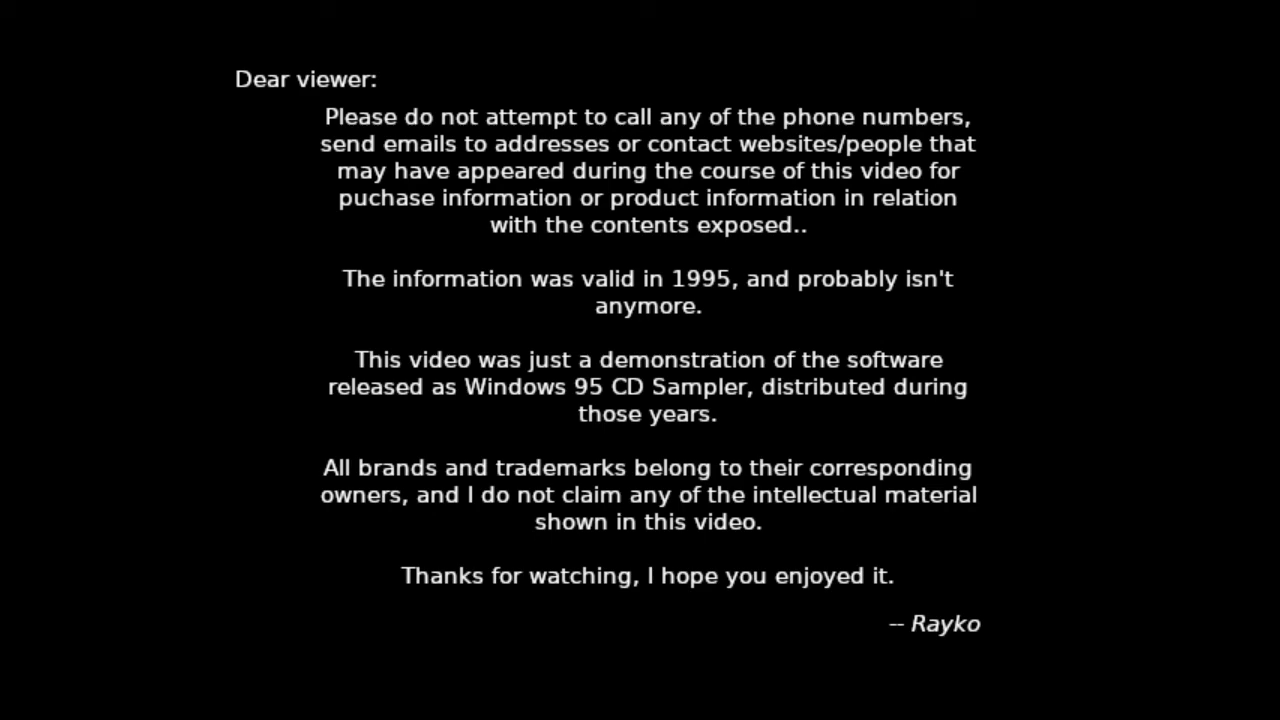 Dear viewer:
Please do not attempt to call any of the phone numbers,
send emails to addresses or contact websites/people that
may have appeared during the course of this video for
puchase information or product information in relation
with the contents exposed..
The information was valid in 1995, and probably isn't
anymore.
This video was just a demonstration of the software
released as Windows 95 CD Sampler, distributed during
those years.
All brands and trademarks belong to their corresponding
owners, and I do not claim any of the intellectual material
shown in this video.
Thanks for watching, I hope you enjoyed it.
-- Rayko